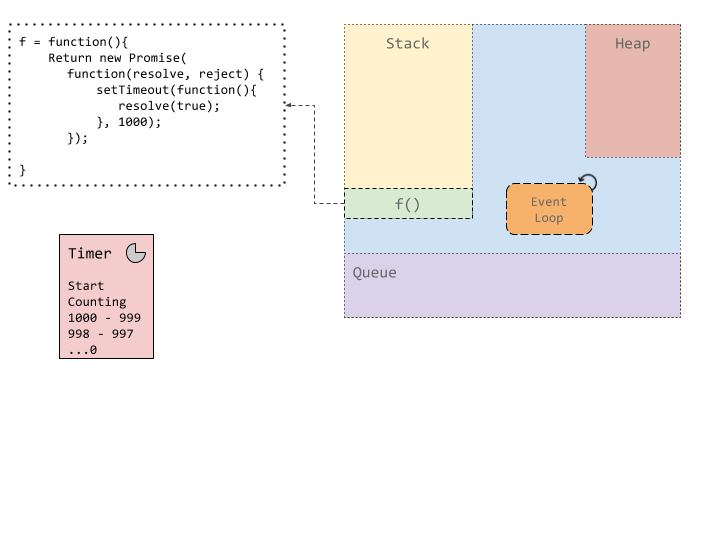 f = function(){
Return new Promise(
function(resolve, reject) {
setTimeout(function(){
resolve(true);
}, 1000);
});
}
Stack
Heap
f()
Event
Loop
Queue
Timer
Start
Counting
1000 - 999
998 - 997
...0